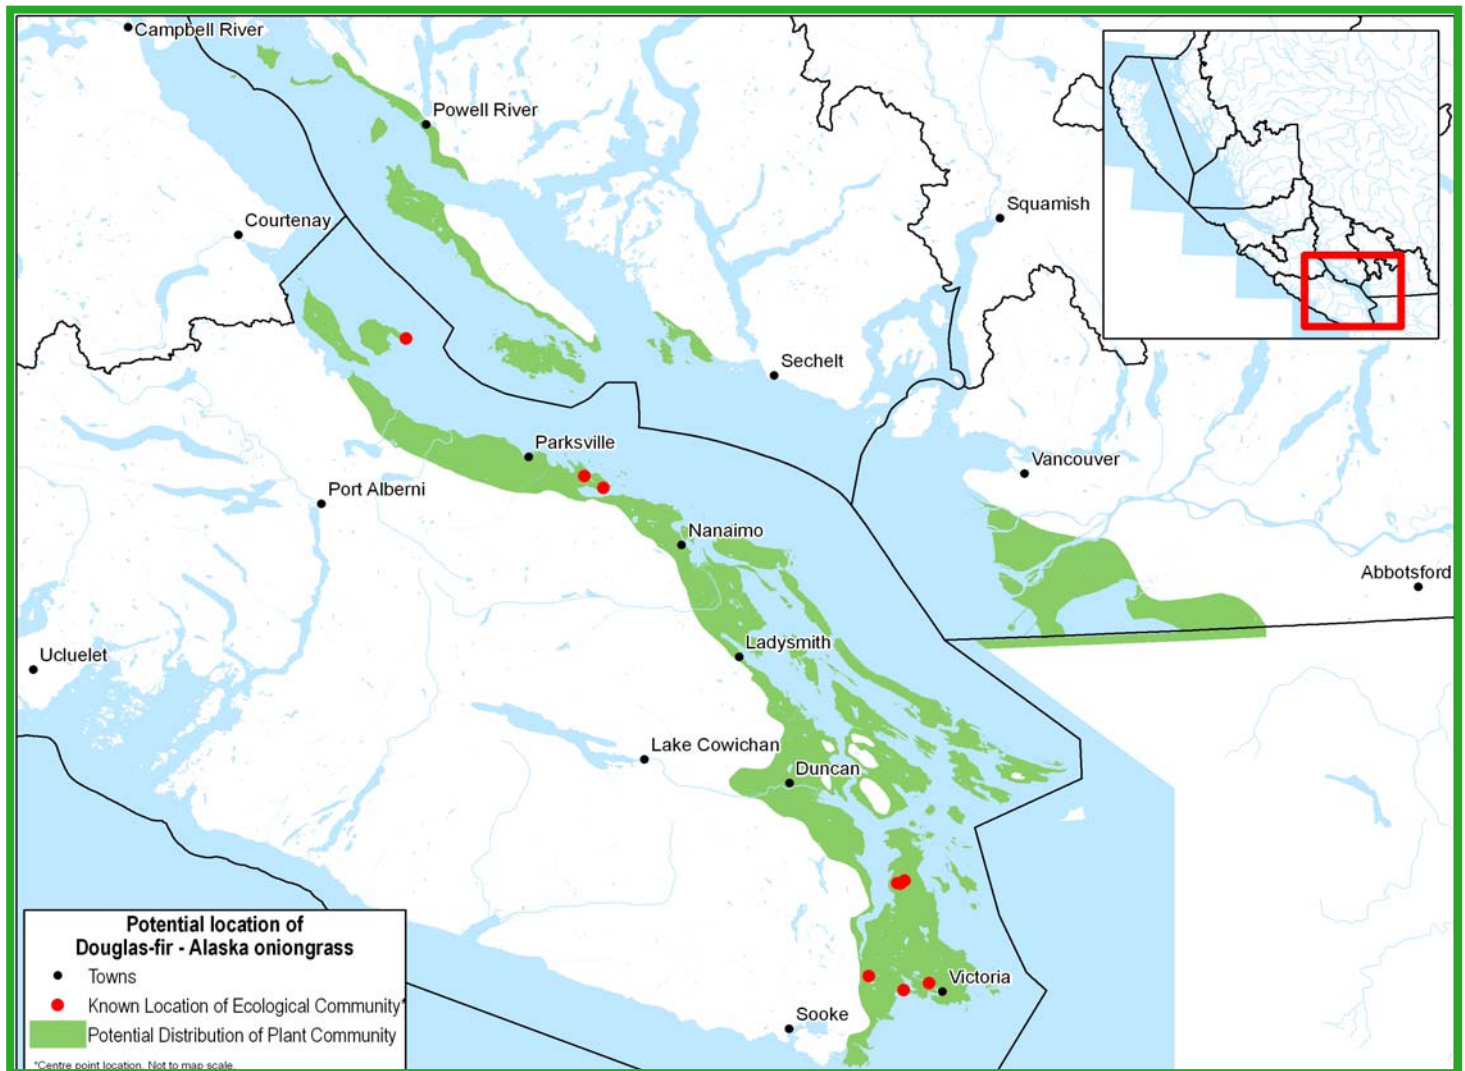 Campbell River
Powell River
Courtenay
Squamish
Sechelt
Parksville
Vancouver
Port Alberni
Nanaimo
Abbotsford
Ladysmith
Ucluelet
Lake Cowichan
Duncan
Victoria
Sooke
Potential location of
Douglas-fir - Alaska oniongrass
Towns
Known Location of Ecological Community*
Potential Distribution of Plant Community
*Centre point location. Not to map scale.